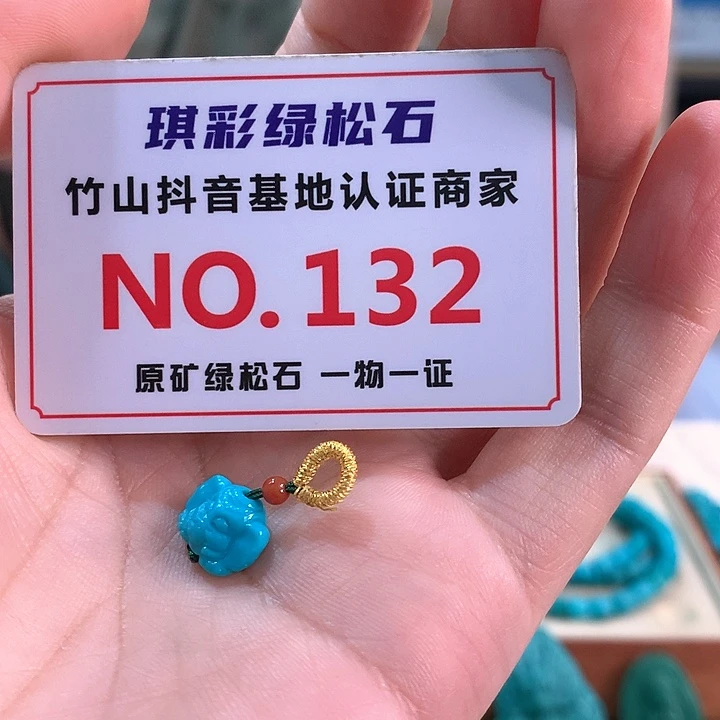 琪彩绿松石
竹山抖音基地认证商家
NO.132
原矿绿松石 一物一证